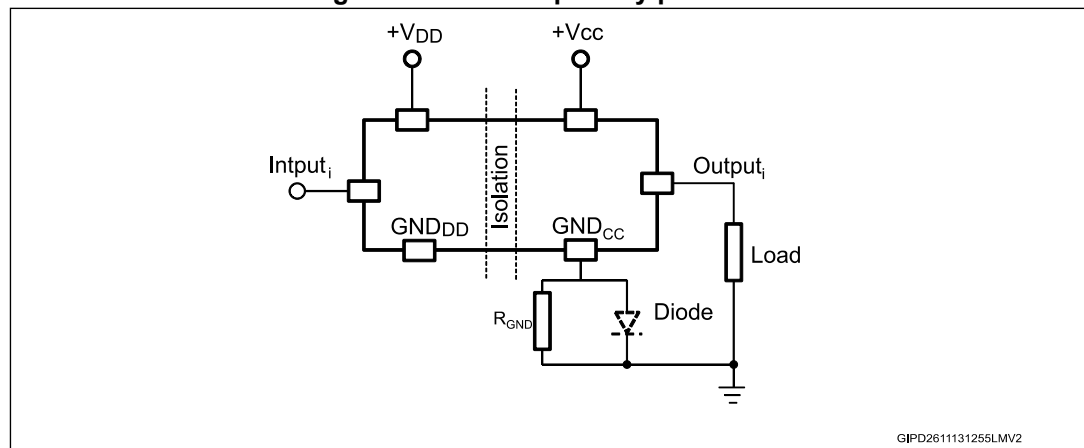 +VDD
+Vcc
Intputi
Isolation
Outputi
GNDDD
GNDCC
Load
RGND
Diode
GIPD2611131255LMV2